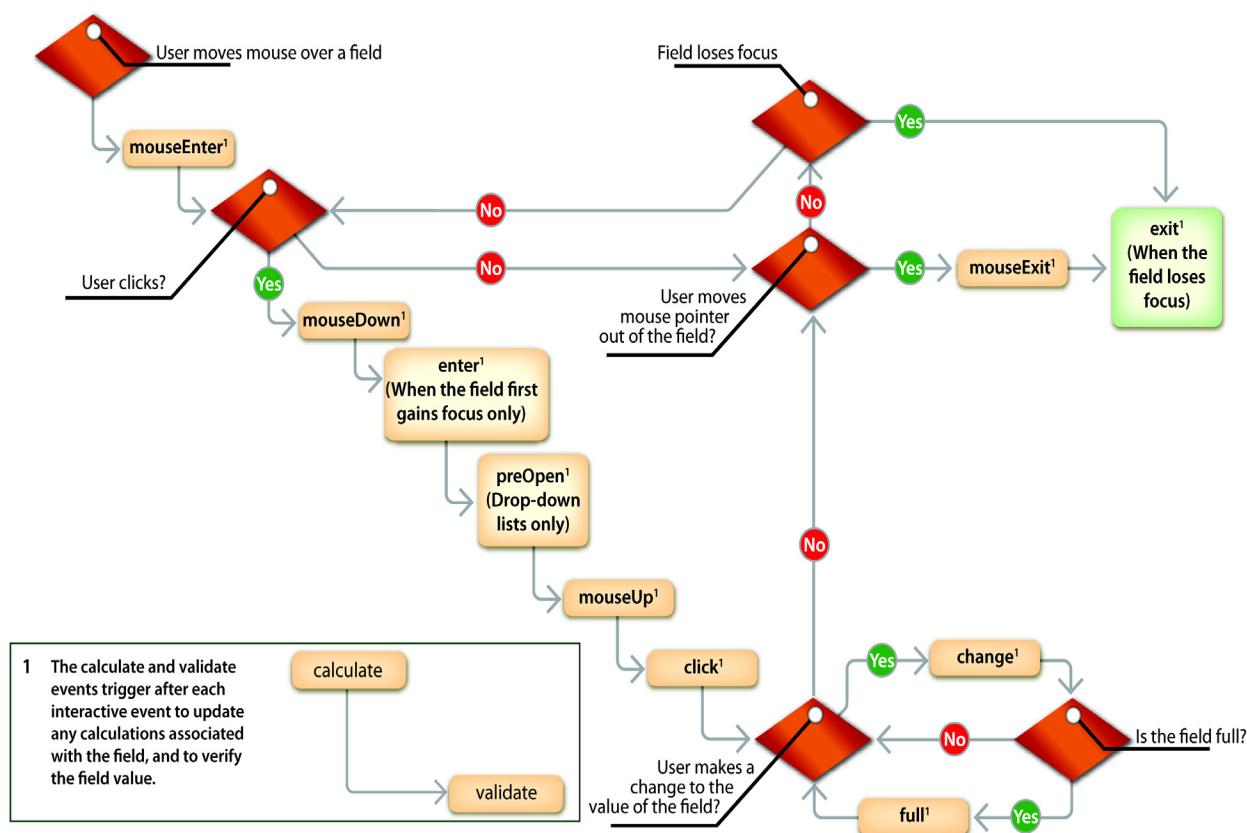 User moves mouse over a field
Field loses focus
Yes
mouseEnter¹
No
No
exit¹
(When the
field loses
focus)
User clicks?
Yes
No
User moves
mouse pointer
out of the field?
Yes
mouseExit¹
mouseDown¹
enter¹
(When the field first
gains focus only)
preOpen¹
(Drop-down
lists only)
No
mouseUp¹
click¹
Yes
change¹
No
Is the field full?
User makes a
change to the
value of the field?
full¹
Yes
1 The calculate and validate
events trigger after each
interactive event to update
any calculations associated
with the field, and to verify
the field value.
calculate
validate